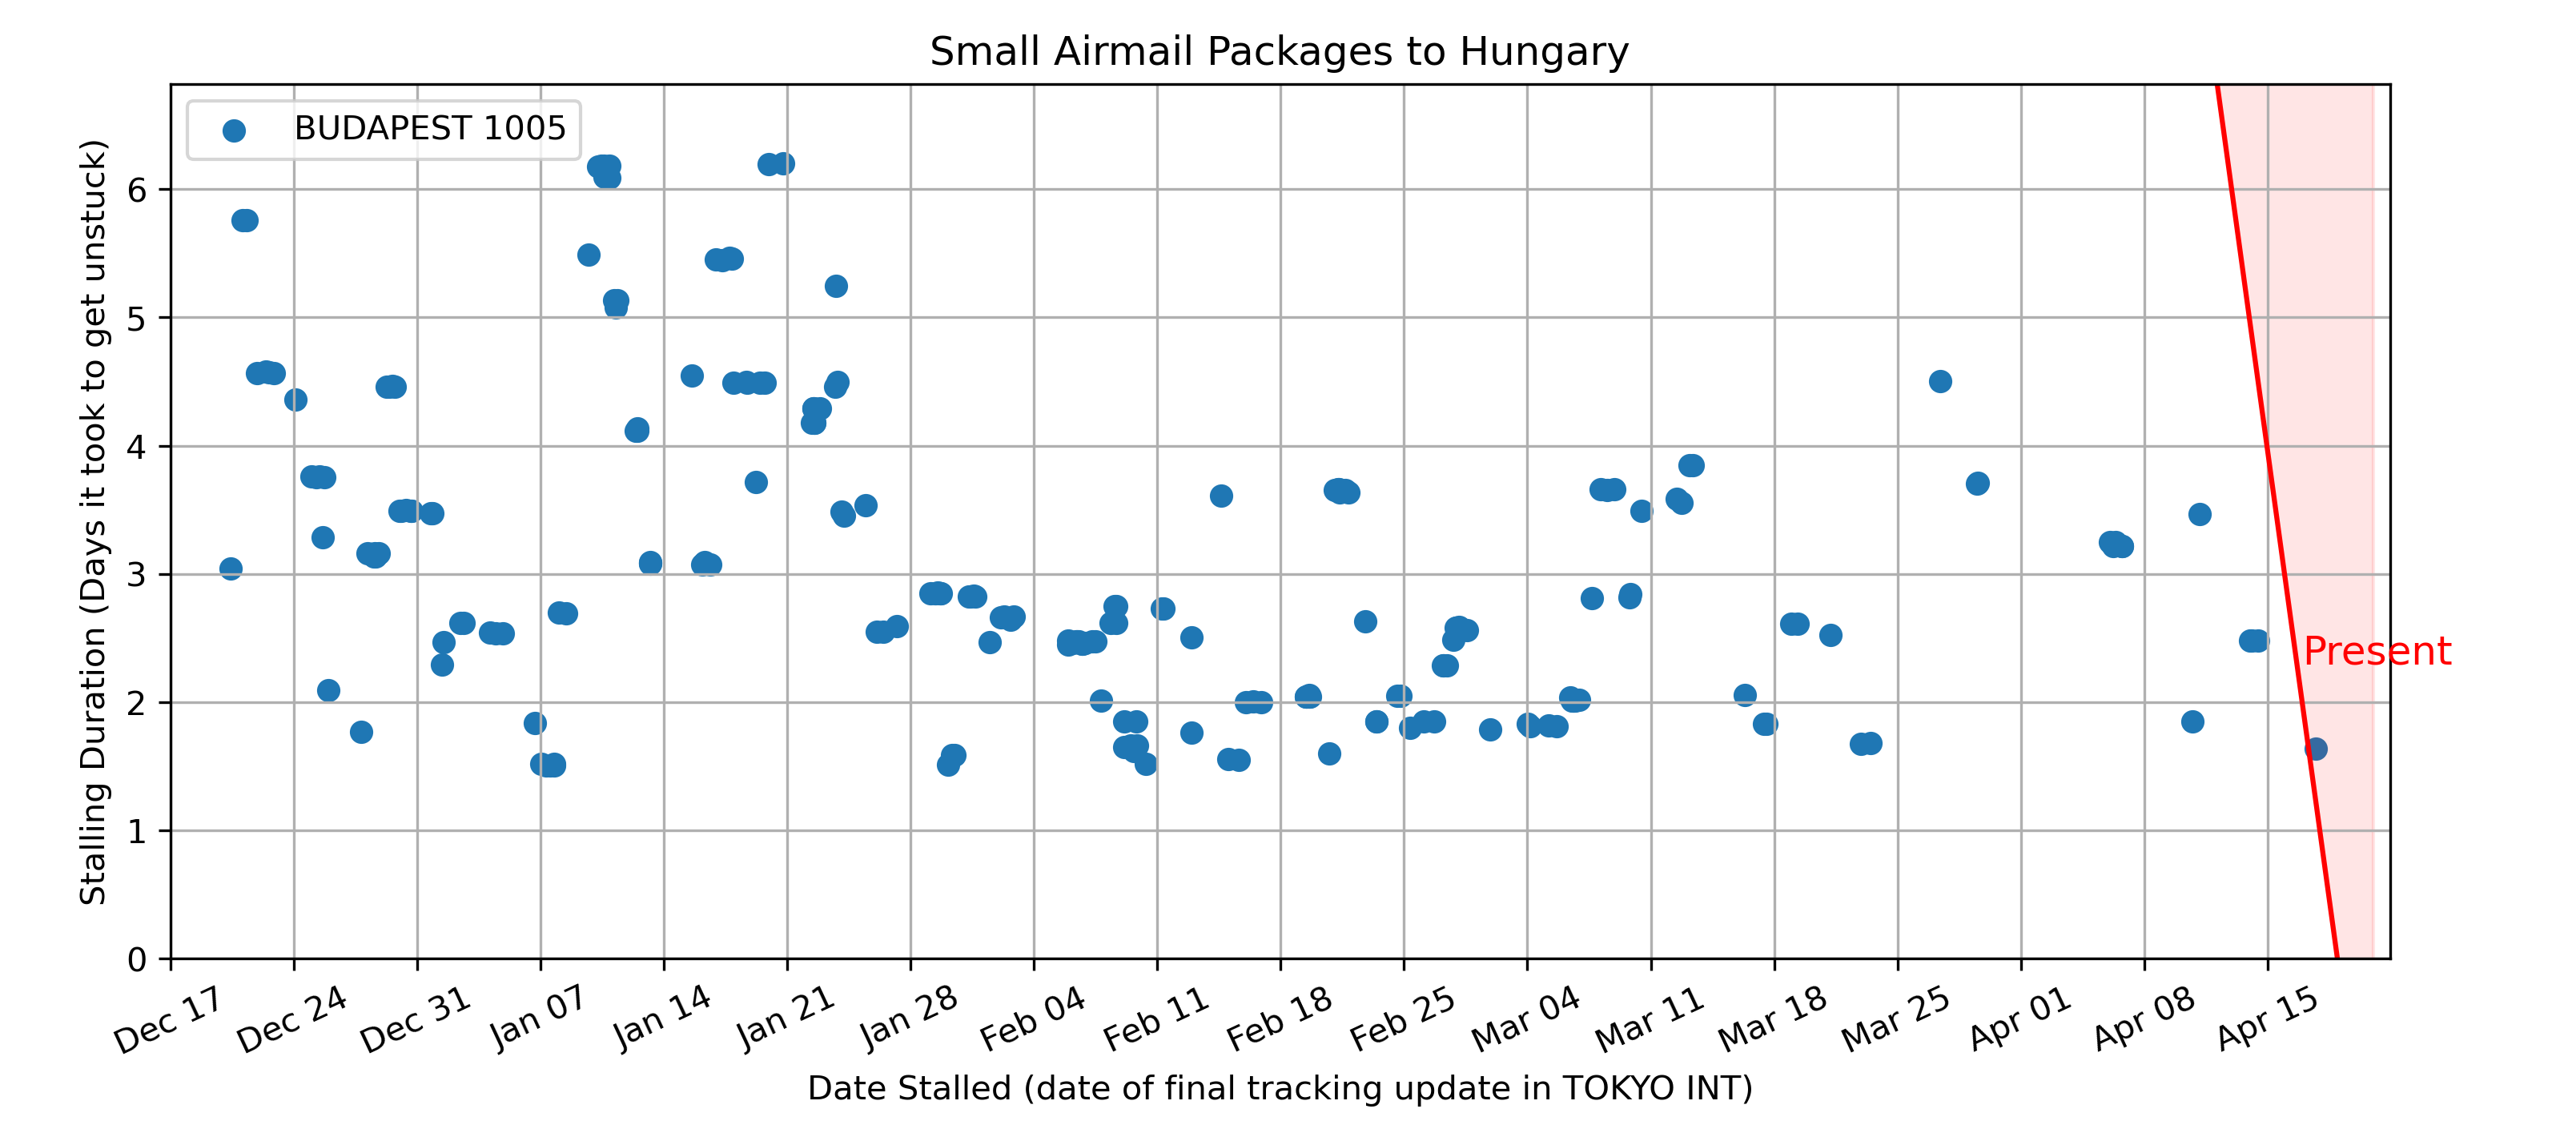 Small Airmail Packages to Hungary
BUDAPEST 1005
Stalling Duration (Days it took to get unstuck)
6
5
4
3
2
1
0
Present
Dec 17
Dec 24
Dec 31
Jan 07
Jan 14
Jan 21
Jan 28
Feb 04
Feb 11
Feb 18
Feb 25
Mar 04
Mar 11
Mar 18
Mar 25
Apr 01
Apr 08
Apr 15
Date Stalled (date of final tracking update in TOKYO INT)